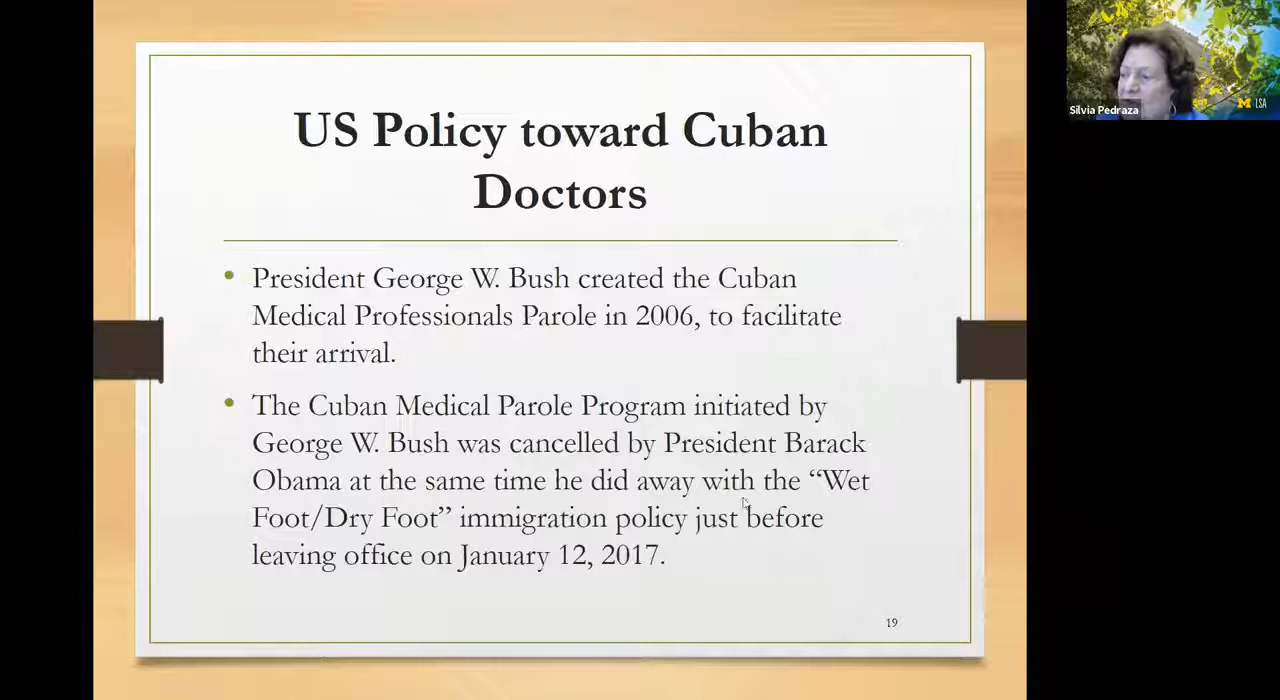 US Policy toward Cuban
Doctors
• President George W. Bush created the Cuban
Medical Professionals Parole in 2006, to facilitate
their arrival.
• The Cuban Medical Parole Program initiated by
George W. Bush was cancelled by President Barack
Obama at the same time he did away with the “Wet
Foot/Dry Foot” immigration policy just before
leaving office on January 12, 2017.
19
Silvia Pedraza
M LSA